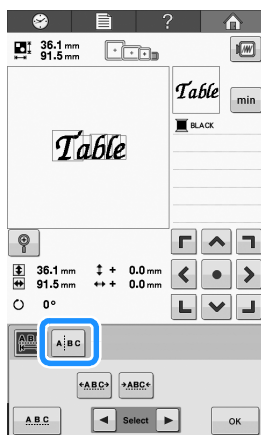 ?
36.1 mm
91.5 mm
Table
Table
min
BLACK
36.1 mm + 0.0 mm
91.5 mm + 0.0 mm
0°
A B C
ABC
ABC
A B C
Select
OK